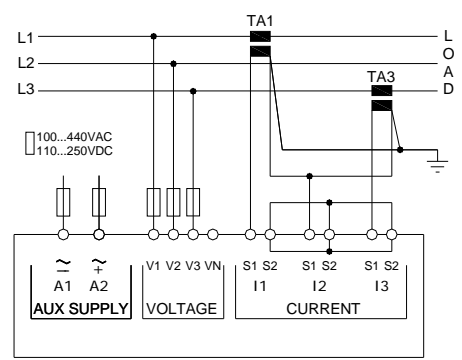 TA1
L1 L
L2 O
A
TA3
L3 D
100...440VAC
110...250VDC
V1 V2 V3 VN S1 S2 S1 S2 S1 S2
A1 A2 I1 I2 I3
AUX SUPPLY VOLTAGE CURRENT